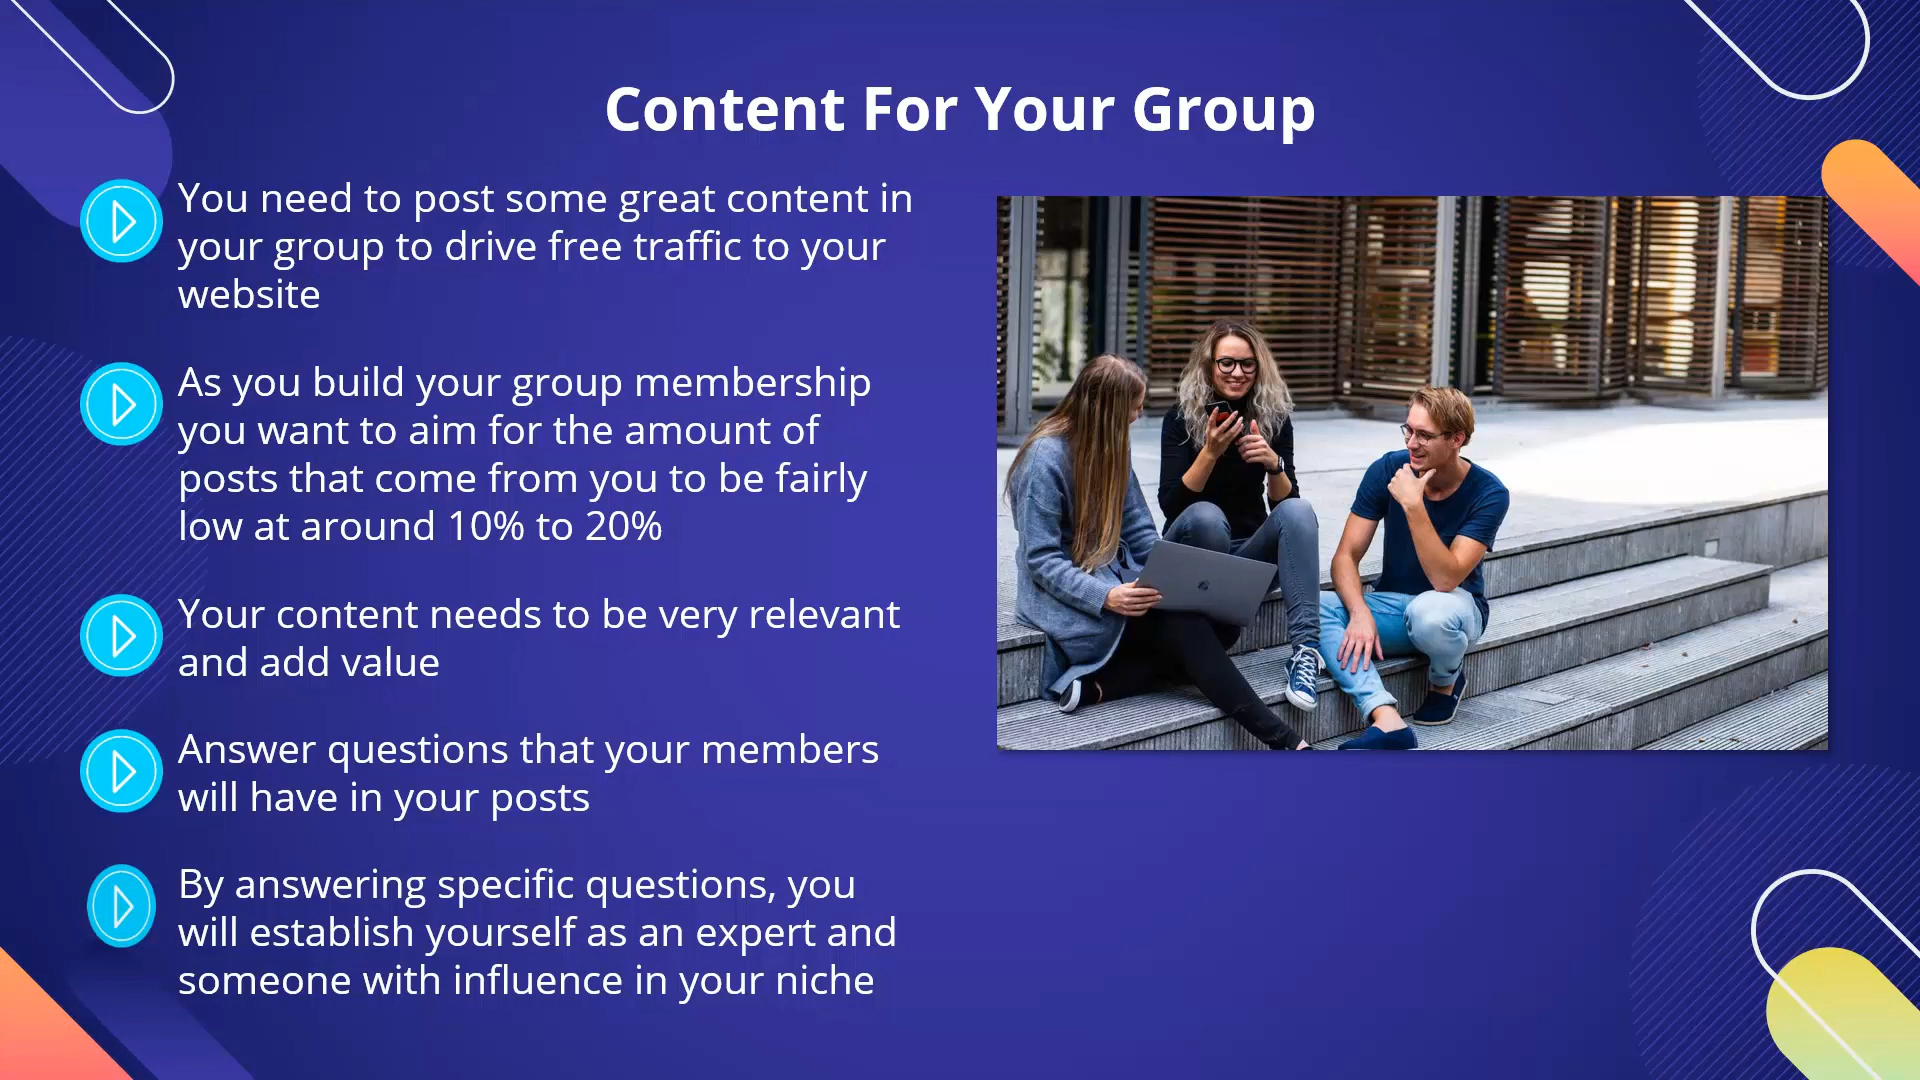 Content For Your Group
You need to post some great content in
your group to drive free traffic to your
website
As you build your group membership
you want to aim for the amount of
posts that come from you to be fairly
low at around 10% to 20%
Your content needs to be very relevant
and add value
Answer questions that your members
will have in your posts
By answering specific questions, you
will establish yourself as an expert and
someone with influence in your niche